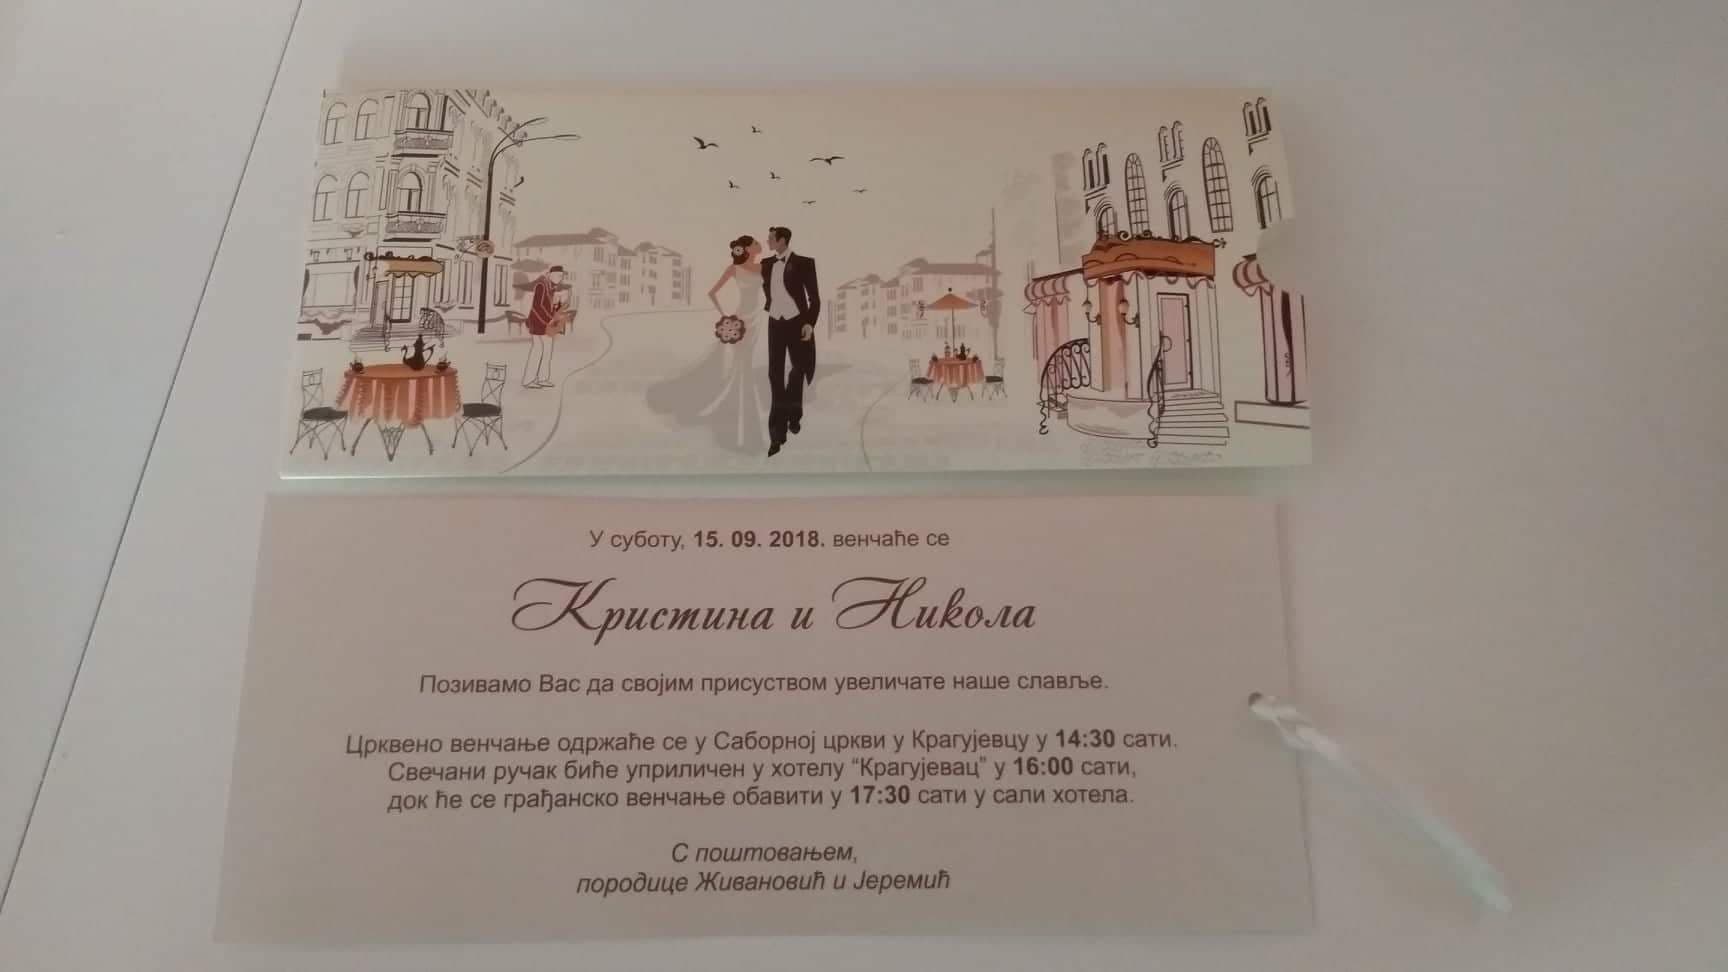 У суботу, 15. 09. 2018. венчаће се
Кристина и Никола
Позивамо Вас да својим присуством увеличате наше славље.
Црквено венчање одржаће се у Саборној цркви у Крагујевцу у 14:30 сати.
Свечани ручак биће уприличен у хотелу “Крагујевац” у 16:00 сати,
док ће се грађанско венчање обавити у 17:30 сати у сали хотела.
С поштовањем,
породице Живановић и Јеремић